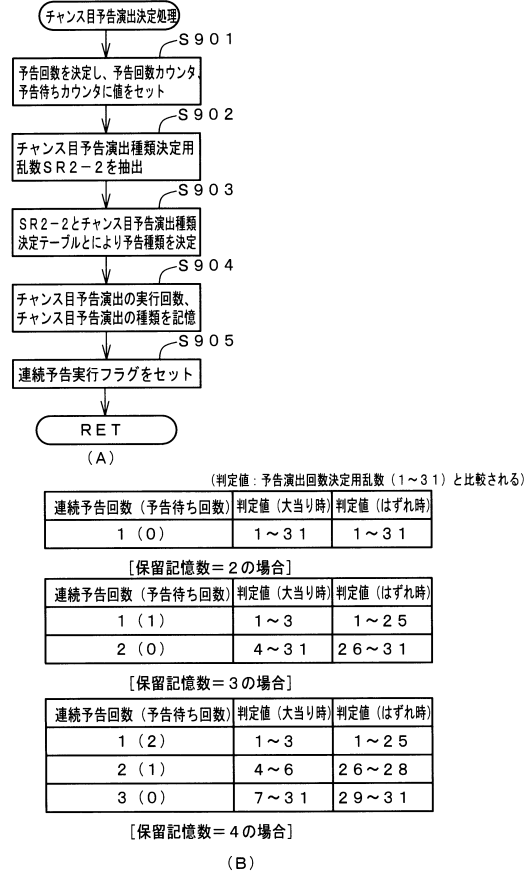 チャンス目予告演出決定処理
S901
予告回数を決定し、予告回数カウンタ、
予告待ちカウンタに値をセット
S902
チャンス目予告演出種類決定用
乱数SR2-2を抽出
S903
SR2-2とチャンス目予告演出種類
決定テーブルとにより予告種類を決定
S904
チャンス目予告演出の実行回数、
チャンス目予告演出の種類を記憶
S905
連続予告実行フラグをセット
RET
(A)
(判定値:予告演出回数決定用乱数(1~31)と比較される)
連続予告回数(予告待ち回数) 判定値(大当り時) 判定値(はずれ時)
1(0) 1~31 1~31
[保留記憶数=2の場合]
連続予告回数(予告待ち回数) 判定値(大当り時) 判定値(はずれ時)
1(1) 1~3 1~25
2(0) 4~31 26~31
[保留記憶数=3の場合]
連続予告回数(予告待ち回数) 判定値(大当り時) 判定値(はずれ時)
1(2) 1~3 1~25
2(1) 4~6 26~28
3(0) 7~31 29~31
[保留記憶数=4の場合]
(B)